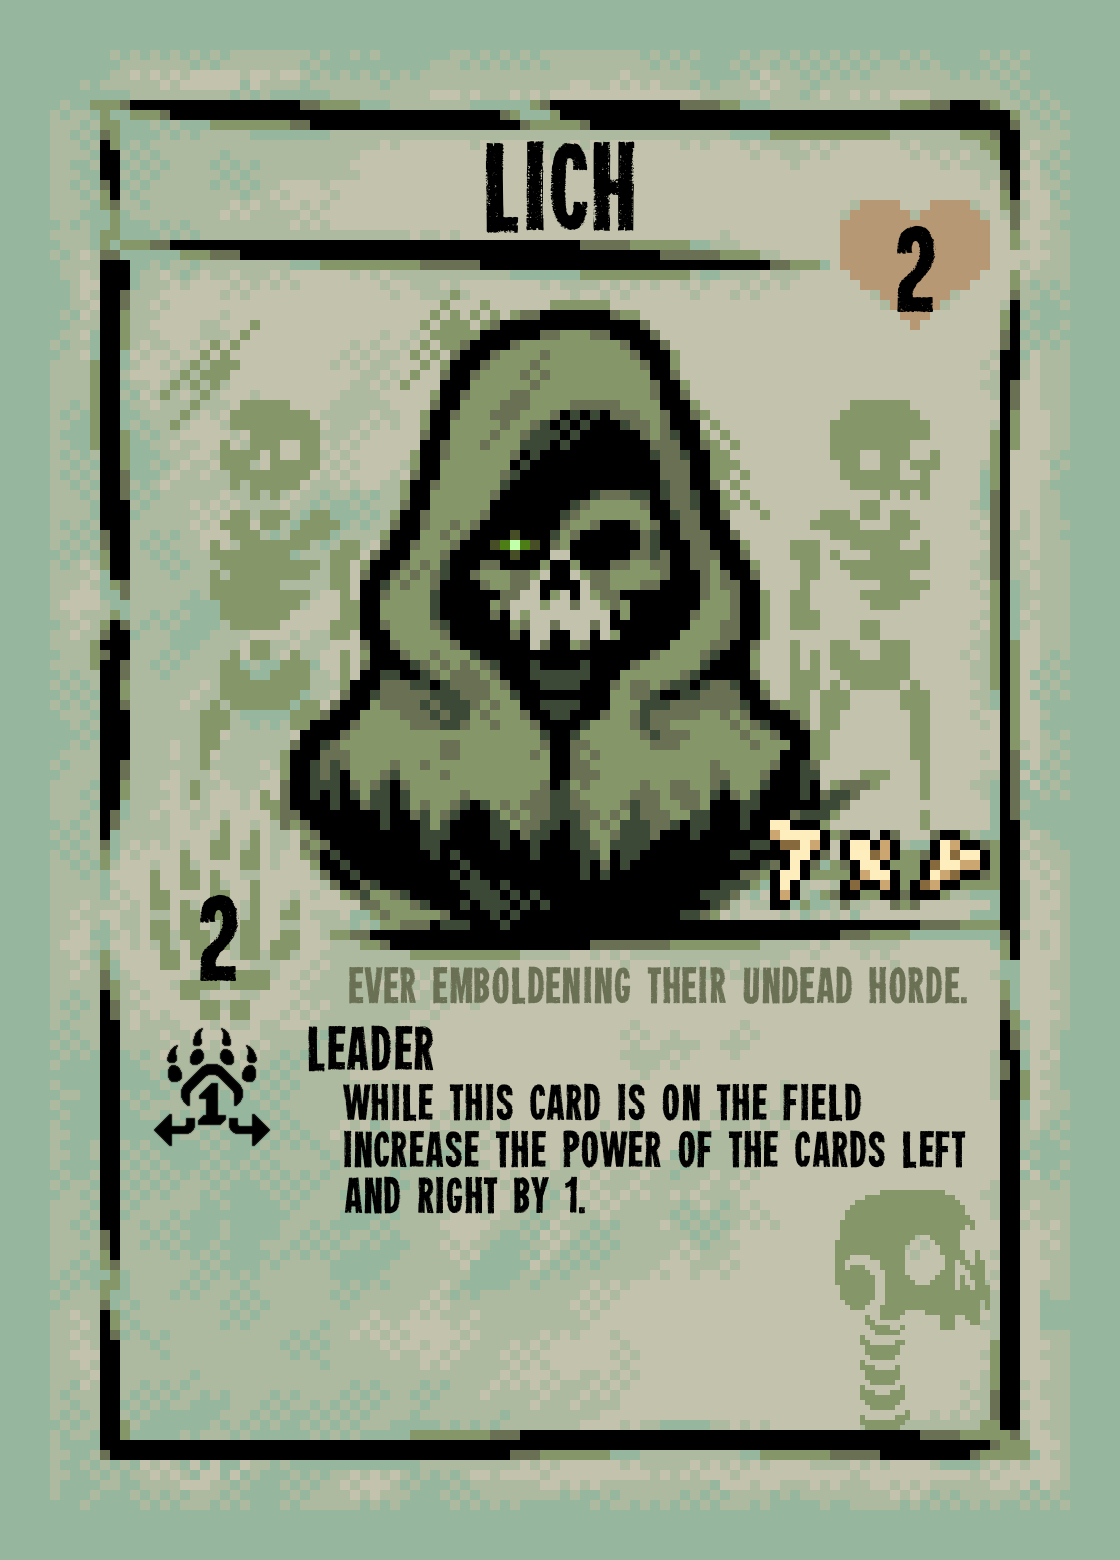 LICH
2
7 X
2
EVER EMBOLDENING THEIR UNDEAD HORDE.
LEADER
1
WHILE THIS CARD IS ON THE FIELD
INCREASE THE POWER OF THE CARDS LEFT
AND RIGHT BY 1.